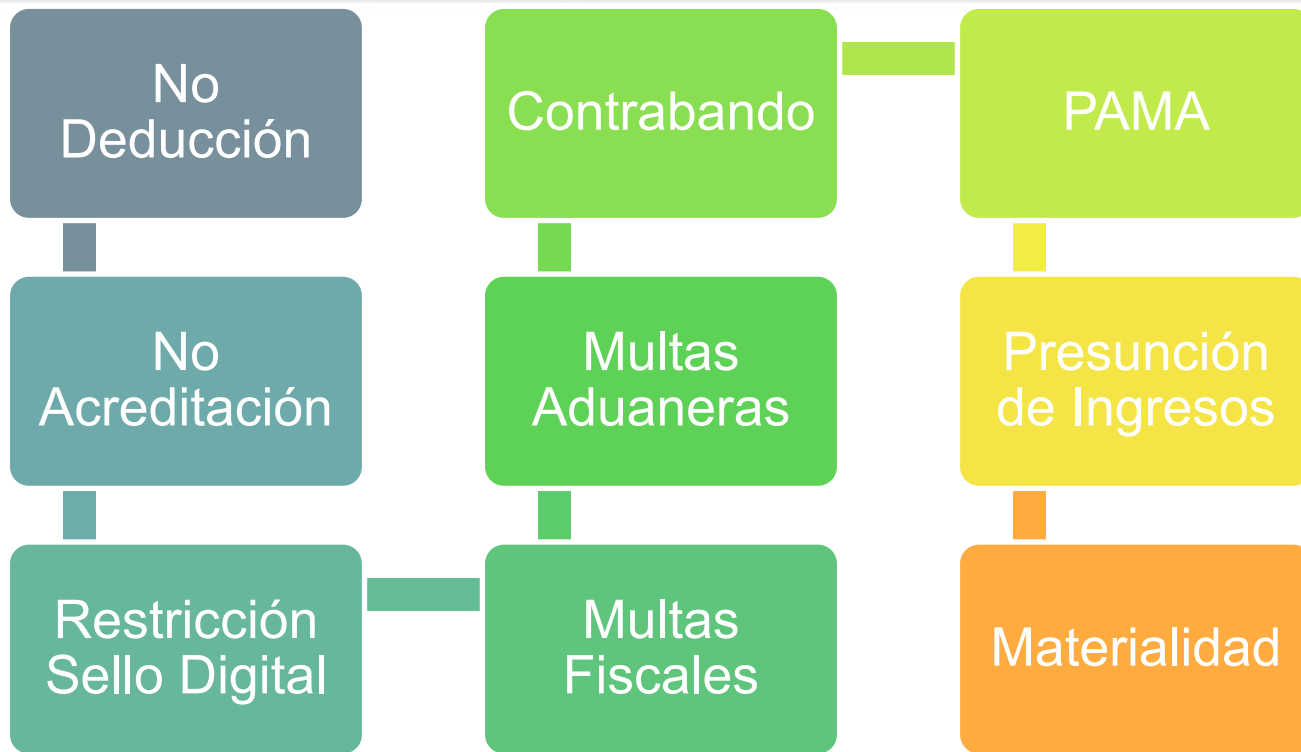 No
Deducción
No
Acreditación
Restricción
Sello Digital
Multas
Fiscales
Multas
Aduaneras
Contrabando
PAMA
Presunción
de Ingresos
Materialidad